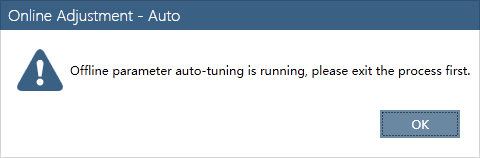 Online Adjustment - Auto
Offline parameter auto-tuning is running, please exit the process first.
OK